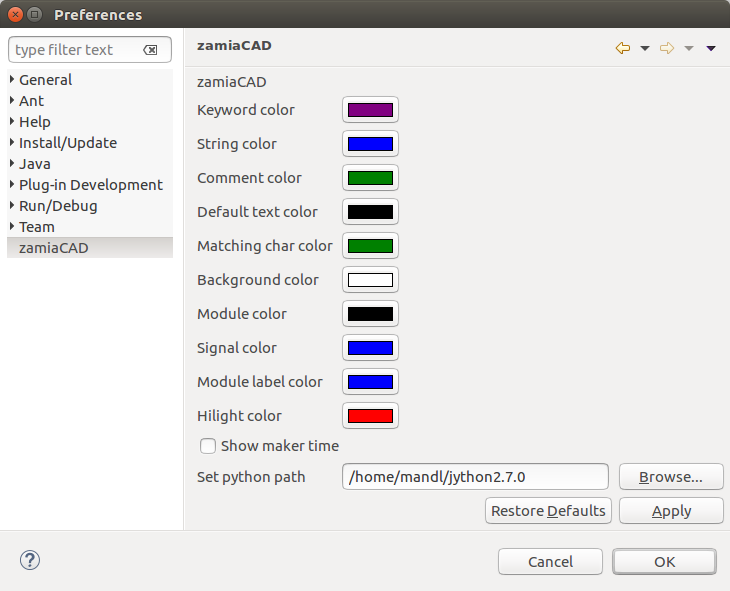 Preferences
type filter text
General
Ant
Help
Install/Update
Java
Plug-in Development
Run/Debug
Team
zamiaCAD
zamiaCAD
zamiaCAD
Keyword color
String color
Comment color
Default text color
Matching char color
Background color
Module color
Signal color
Module label color
Hilight color
Show maker time
Set python path /home/mandl/jython2.7.0 Browse...
Restore Defaults Apply
? Cancel OK